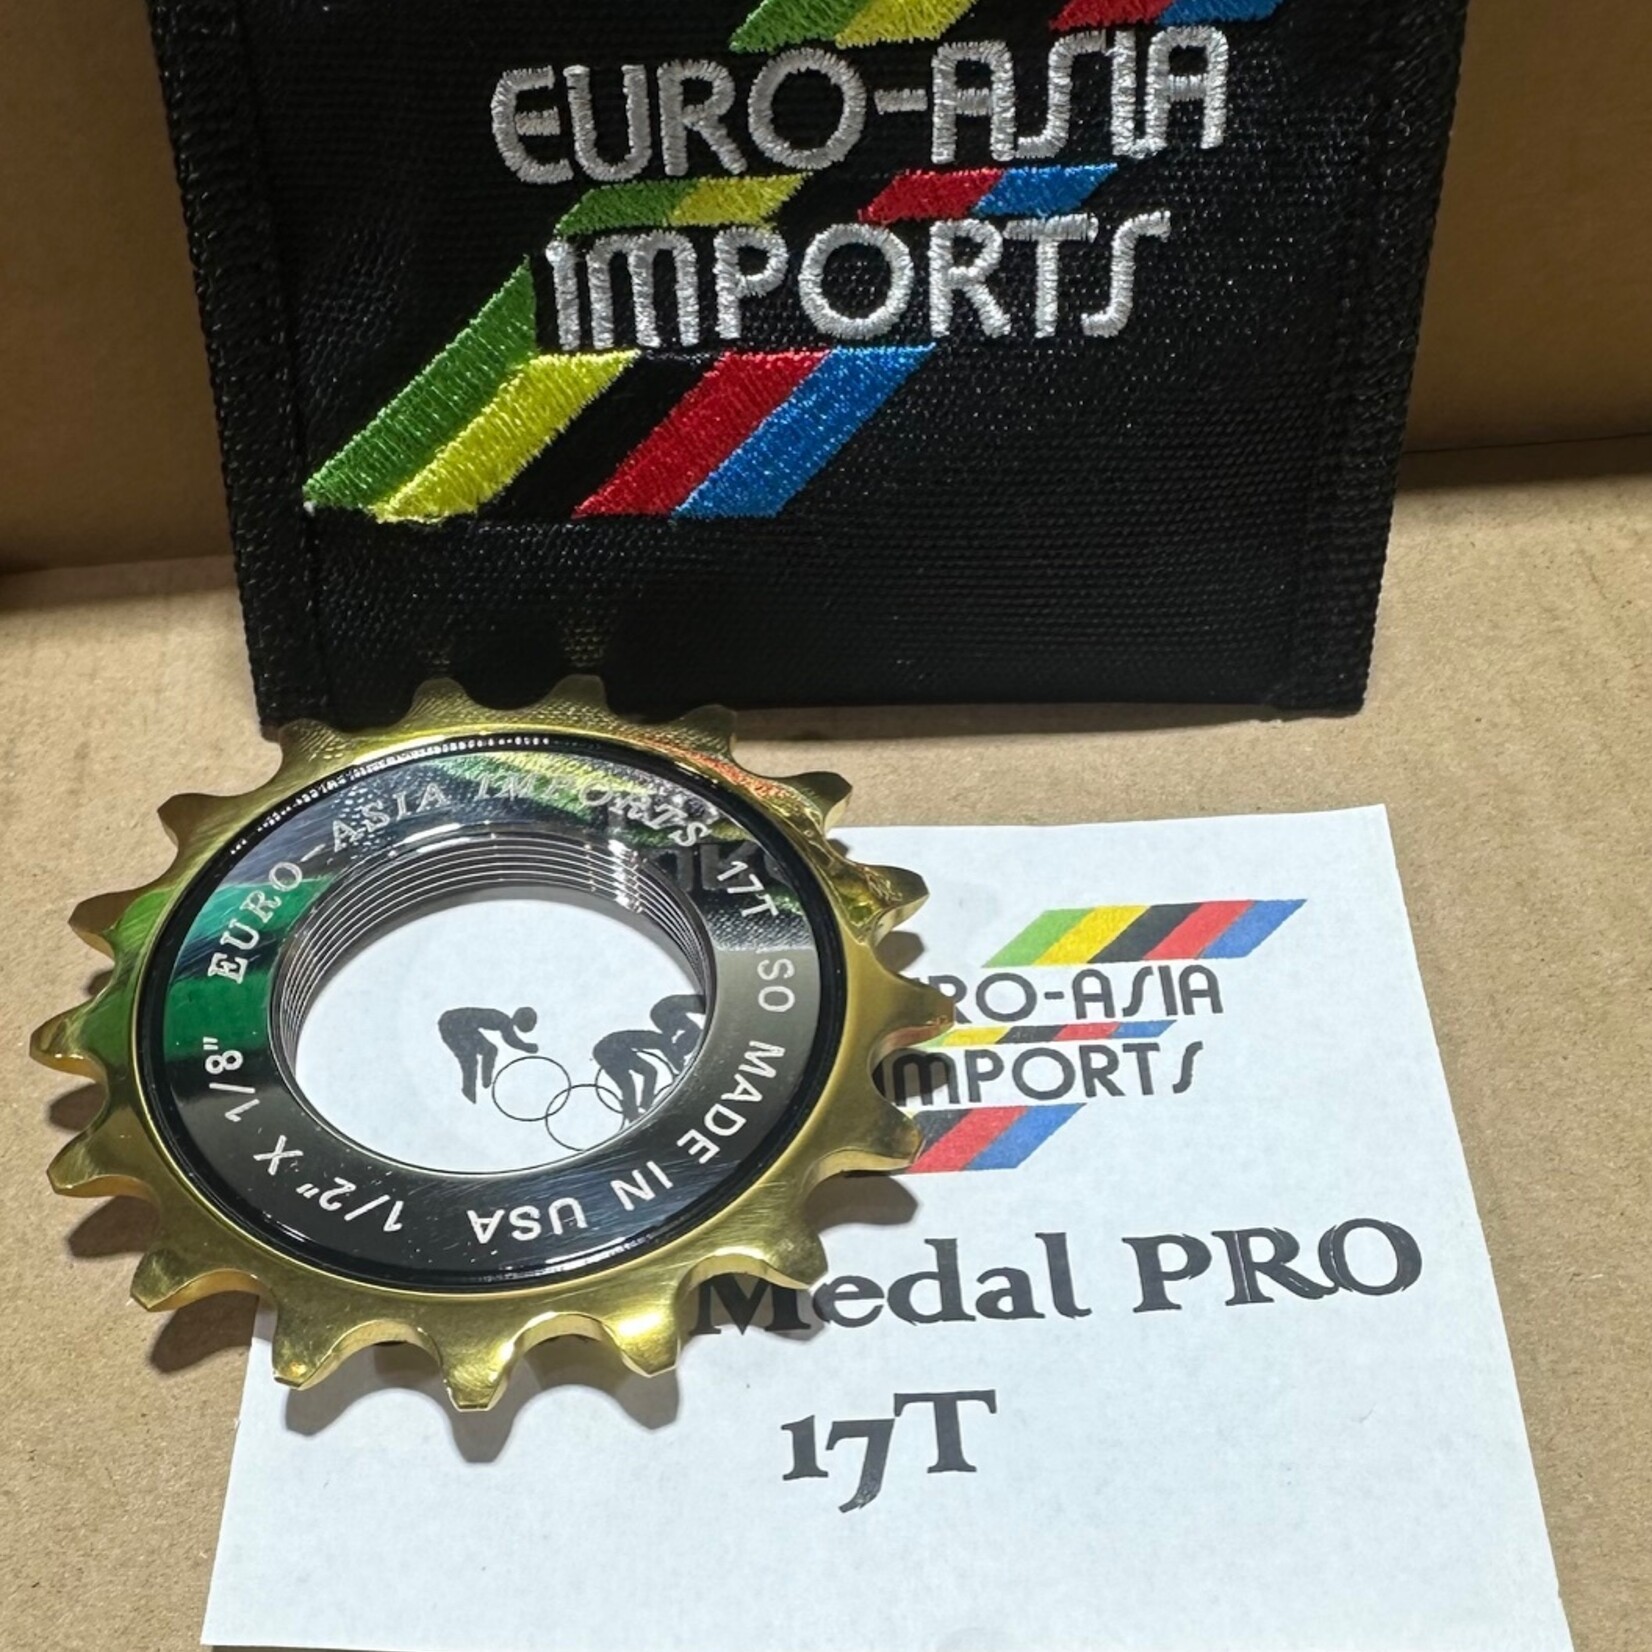 EURO-ASIA
IMPORTS
EURO-ASIA IMPORTS 17T ISO MADE IN USA 1/2" X 1/8"
RO-ASIA
IMPORTS
Medal PRO
17T